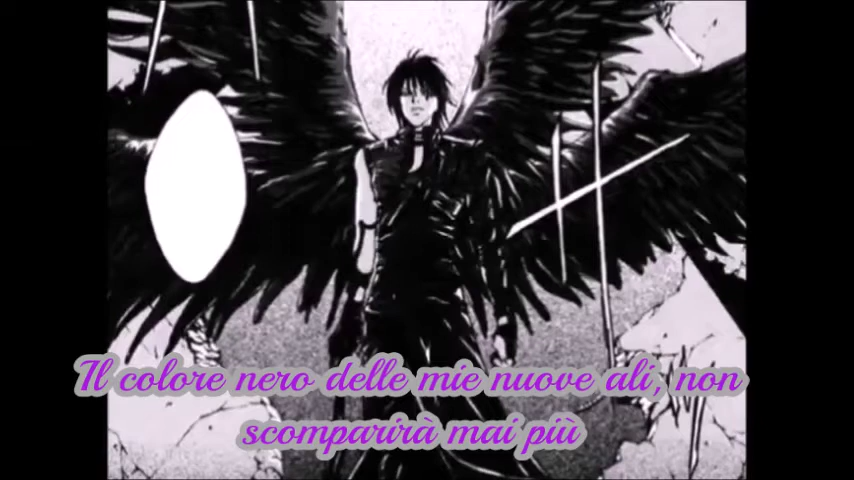 Il colore nero delle mie nuove ali, non
scomparirà mai più